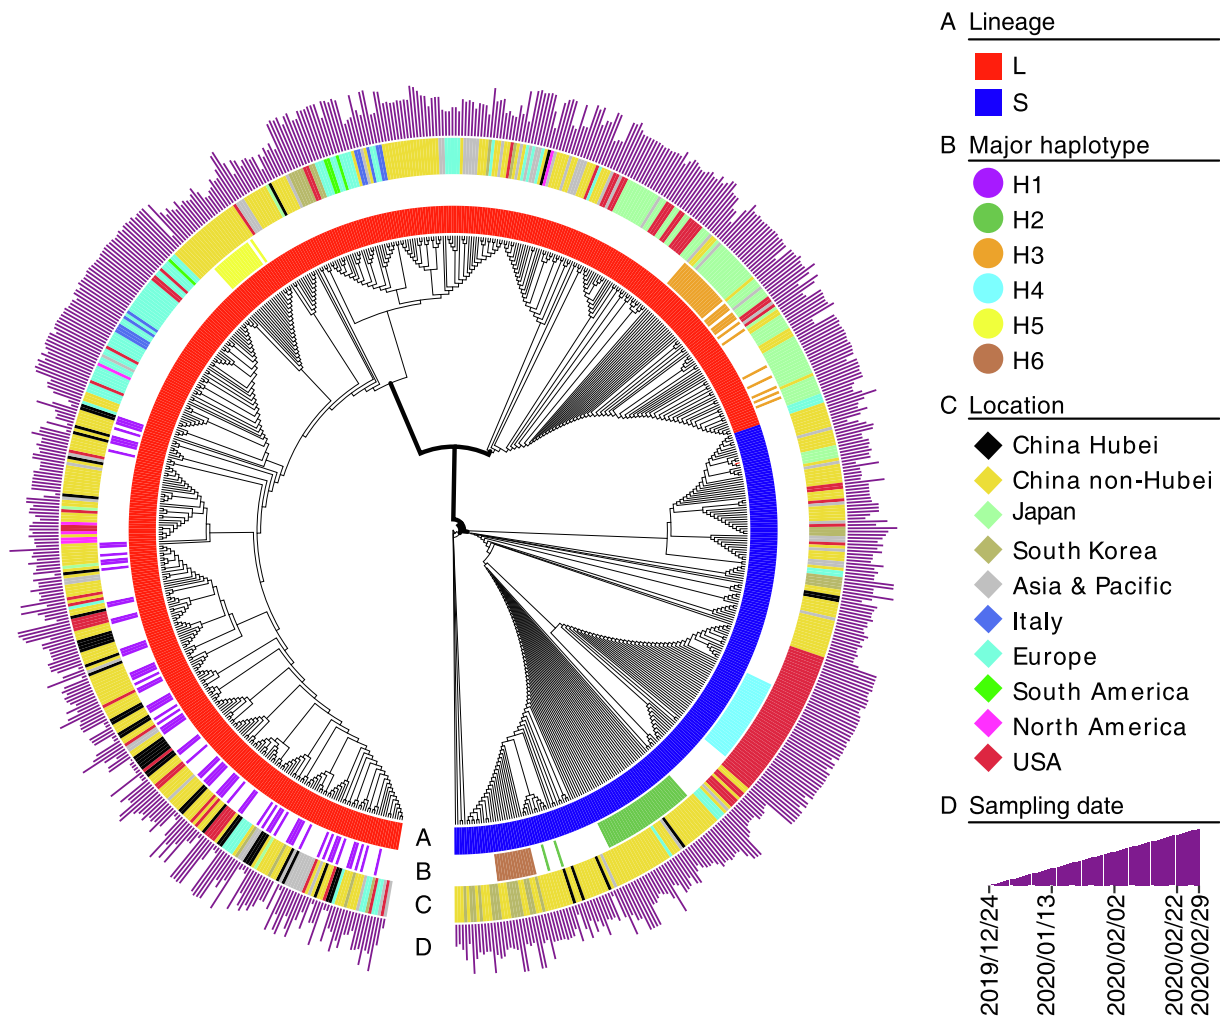 A Lineage
L
S
B Major haplotype
H1
H2
H3
H4
H5
H6
C Location
China Hubei
China non-Hubei
Japan
South Korea
Asia & Pacific
Italy
Europe
South America
North America
USA
D Sampling date
2019/12/24
2020/01/13
2020/02/02
2020/02/22
2020/02/29
A
B
C
D